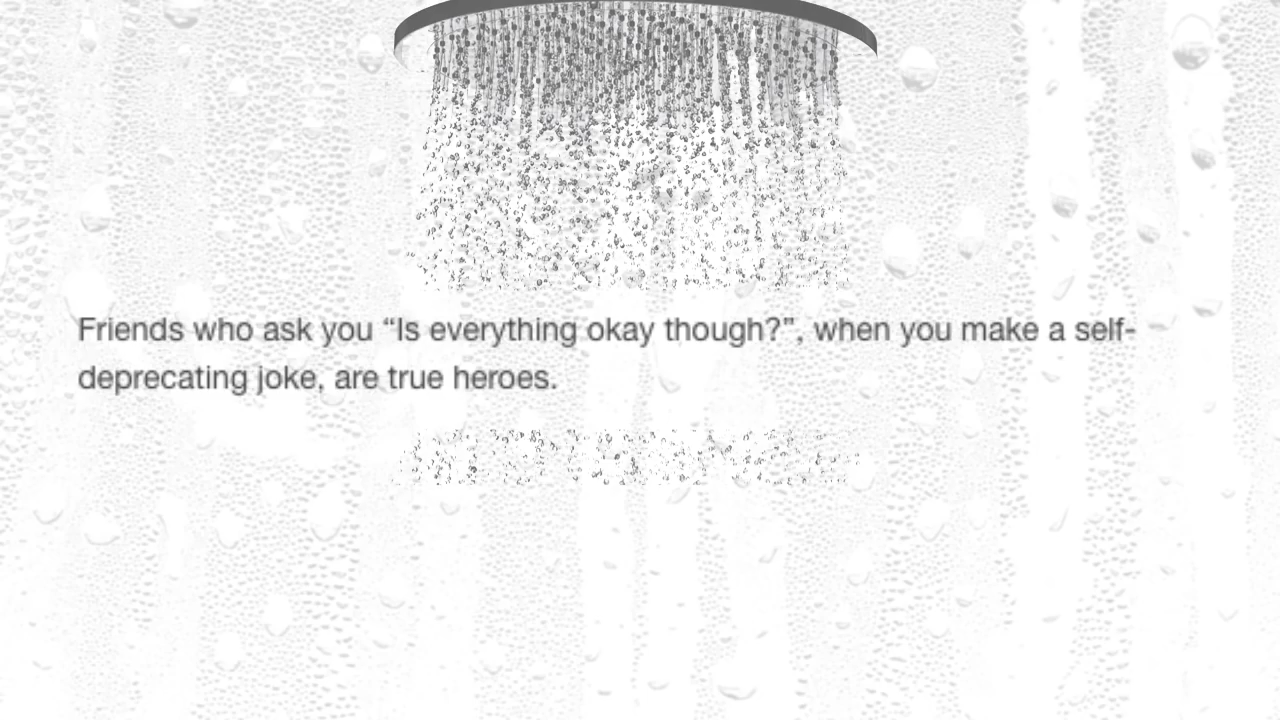 Friends who ask you “Is everything okay though?”, when you make a self-
deprecating joke, are true heroes.